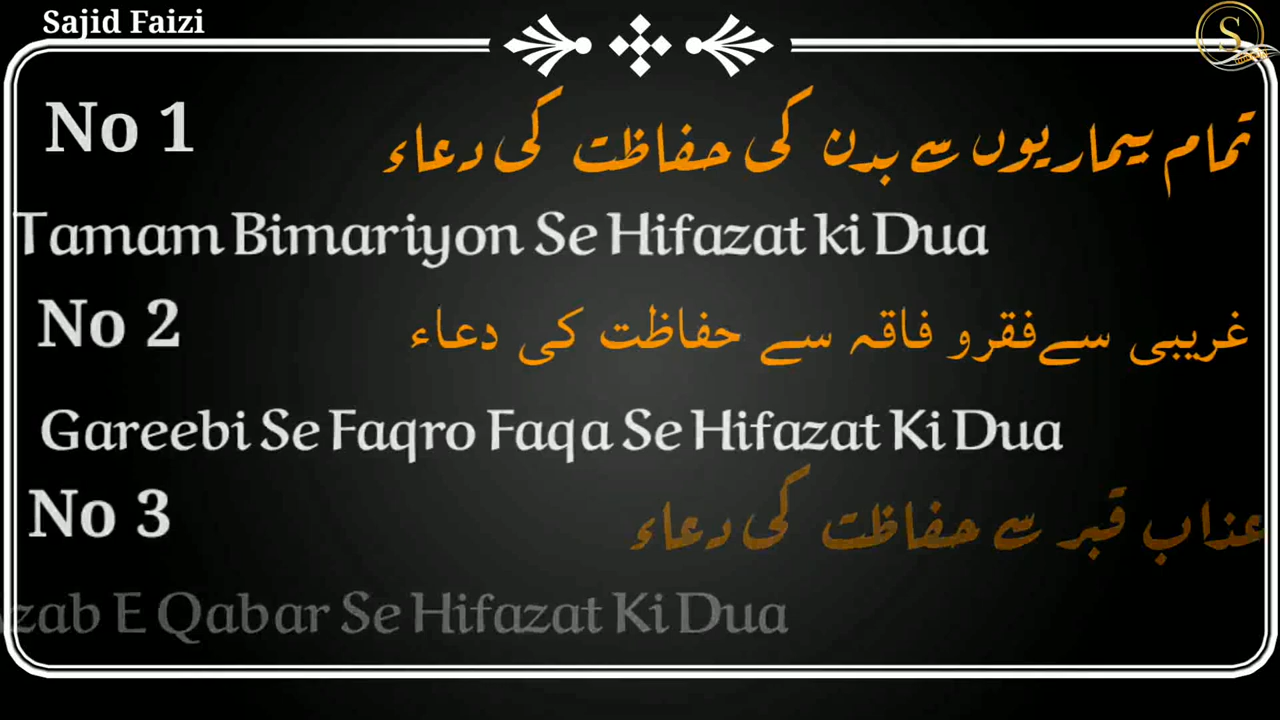 Sajid Faizi
S
No 1
تمام بیماریوں سے بدن کی حفاظت کی دعاء
Tamam Bimariyon Se Hifazat ki Dua
No 2
غریبی سےفقرو فاقہ سے حفاظت کی دعاء
Gareebi Se Faqro Faqa Se Hifazat Ki Dua
No 3
عذاب قبر سے حفاظت کی دعاء
zab E Qabar Se Hifazat Ki Dua